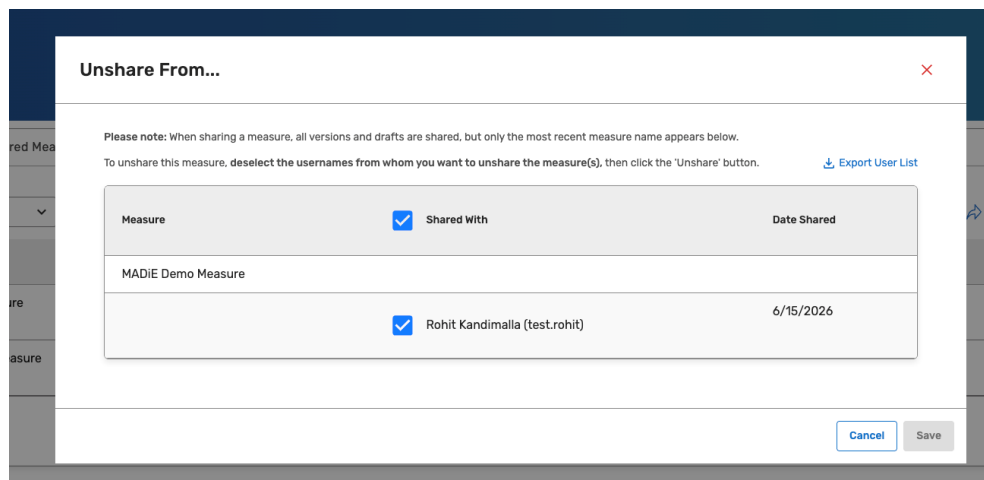 Unshare From...
Please note: When sharing a measure, all versions and drafts are shared, but only the most recent measure name appears below.
To unshare this measure, deselect the usernames from whom you want to unshare the measure(s), then click the 'Unshare' button.
Export User List
red Mea
Measure
Shared With
Date Shared
MADiE Demo Measure
ure
Rohit Kandimalla (test.rohit)
6/15/2026
easure
Cancel
Save